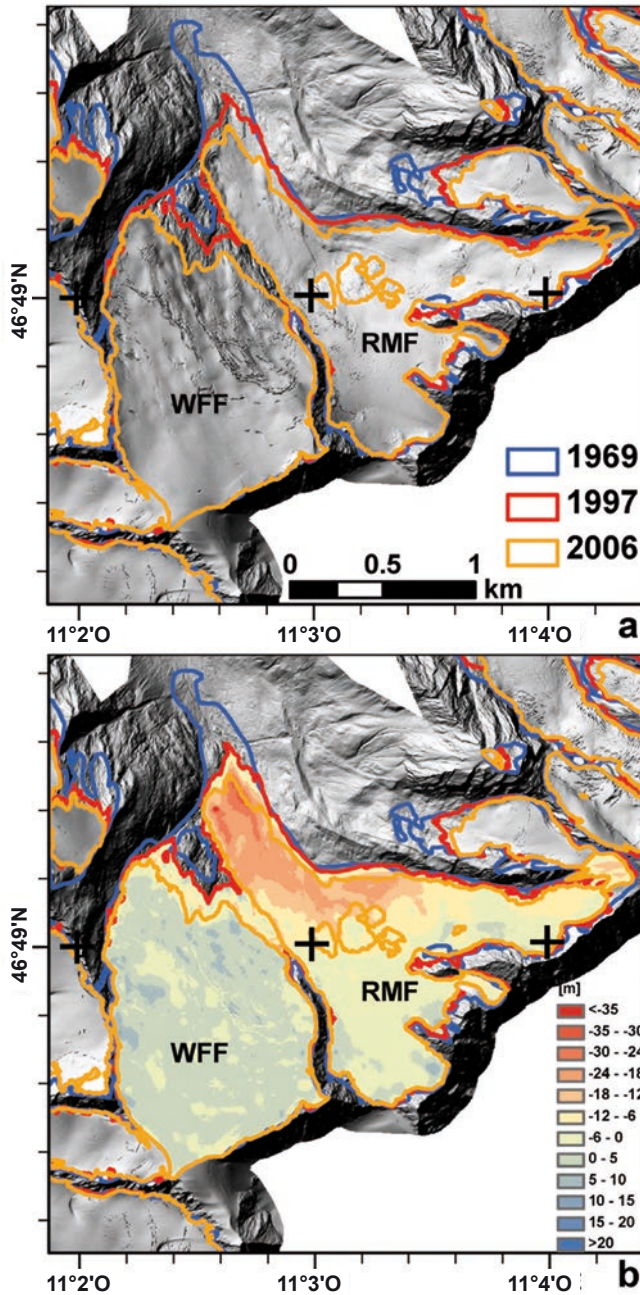 46°49'N
WFF
RMF
1969
1997
2006
0 0.5 1
km
11°2'O 11°3'O 11°4'O
a
46°49'N
WFF
RMF
[m]
<-35
-35 - -30
-30 - -24
-24 - -18
-18 - -12
-12 - -6
-6 - 0
0 - 5
5 - 10
10 - 15
15 - 20
>20
11°2'O 11°3'O 11°4'O
b